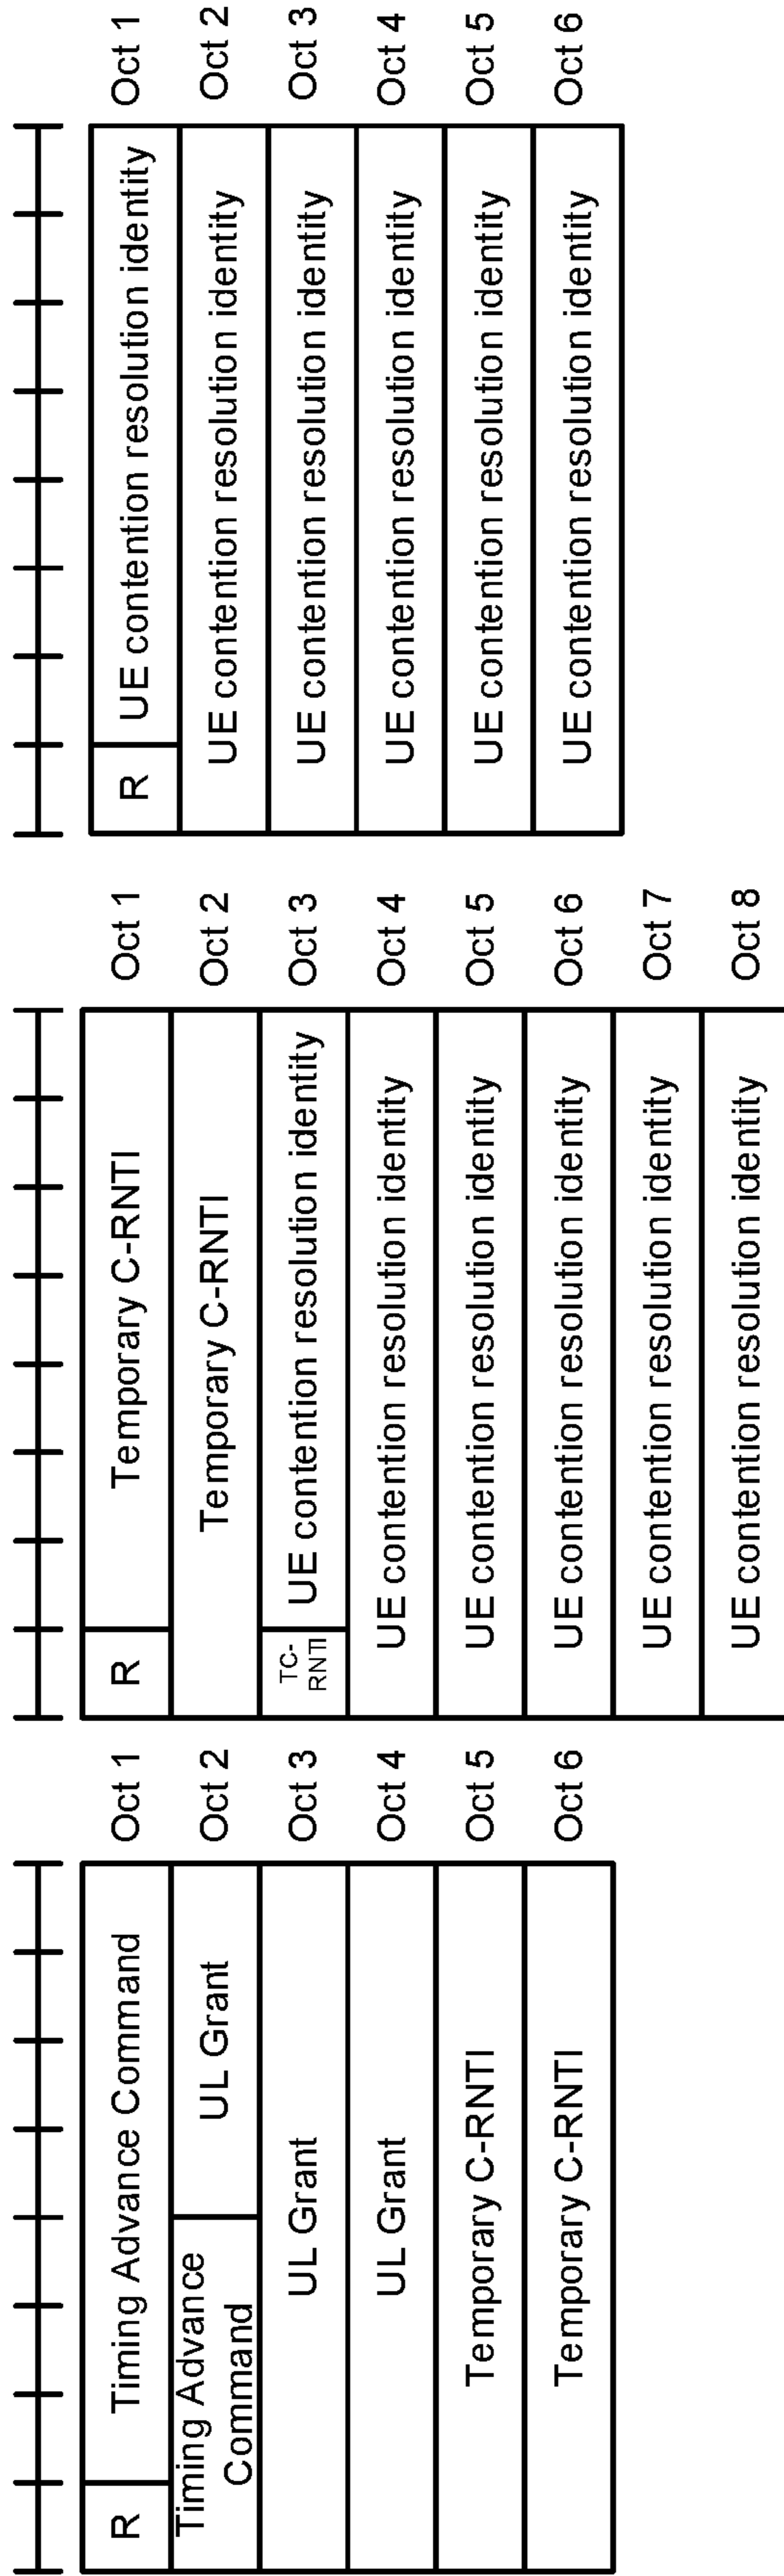 R Timing Advance Command Oct 1
Timing Advance
Command UL Grant Oct 2
UL Grant Oct 3
UL Grant Oct 4
Temporary C-RNTI Oct 5
Temporary C-RNTI Oct 6
R Temporary C-RNTI Oct 1
Temporary C-RNTI Oct 2
TC-
RNTI UE contention resolution identity Oct 3
UE contention resolution identity Oct 4
UE contention resolution identity Oct 5
UE contention resolution identity Oct 6
UE contention resolution identity Oct 7
UE contention resolution identity Oct 8
R UE contention resolution identity Oct 1
UE contention resolution identity Oct 2
UE contention resolution identity Oct 3
UE contention resolution identity Oct 4
UE contention resolution identity Oct 5
UE contention resolution identity Oct 6